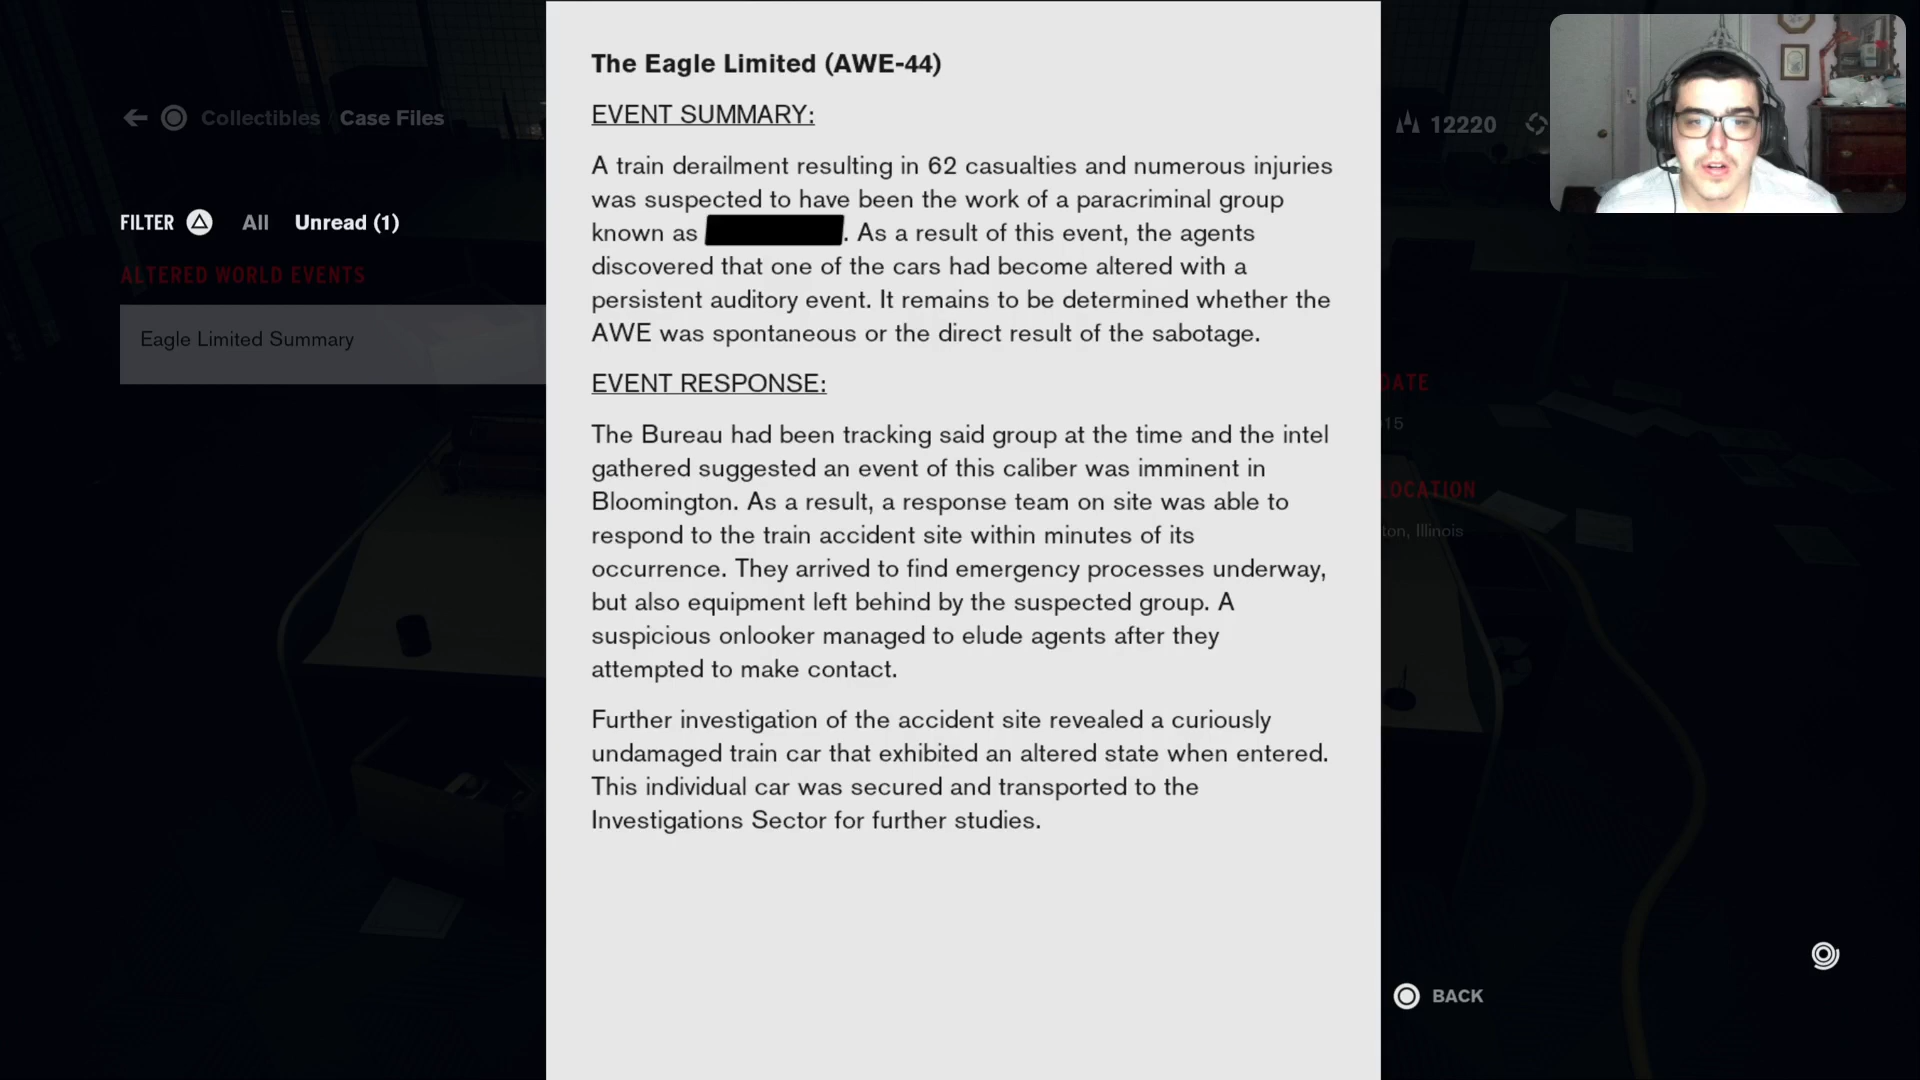 The Eagle Limited (AWE-44)
EVENT SUMMARY:
A train derailment resulting in 62 casualties and numerous injuries
was suspected to have been the work of a paracriminal group
known as . As a result of this event, the agents
discovered that one of the cars had become altered with a
persistent auditory event. It remains to be determined whether the
AWE was spontaneous or the direct result of the sabotage.
EVENT RESPONSE:
The Bureau had been tracking said group at the time and the intel
gathered suggested an event of this caliber was imminent in
Bloomington. As a result, a response team on site was able to
respond to the train accident site within minutes of its
occurrence. They arrived to find emergency processes underway,
but also equipment left behind by the suspected group. A
suspicious onlooker managed to elude agents after they
attempted to make contact.
Further investigation of the accident site revealed a curiously
undamaged train car that exhibited an altered state when entered.
This individual car was secured and transported to the
Investigations Sector for further studies.
Collectibles / Case Files
FILTER All Unread (1)
ALTERED WORLD EVENTS
Eagle Limited Summary
12220
DATE
15
LOCATION
ton, Illinois
BACK